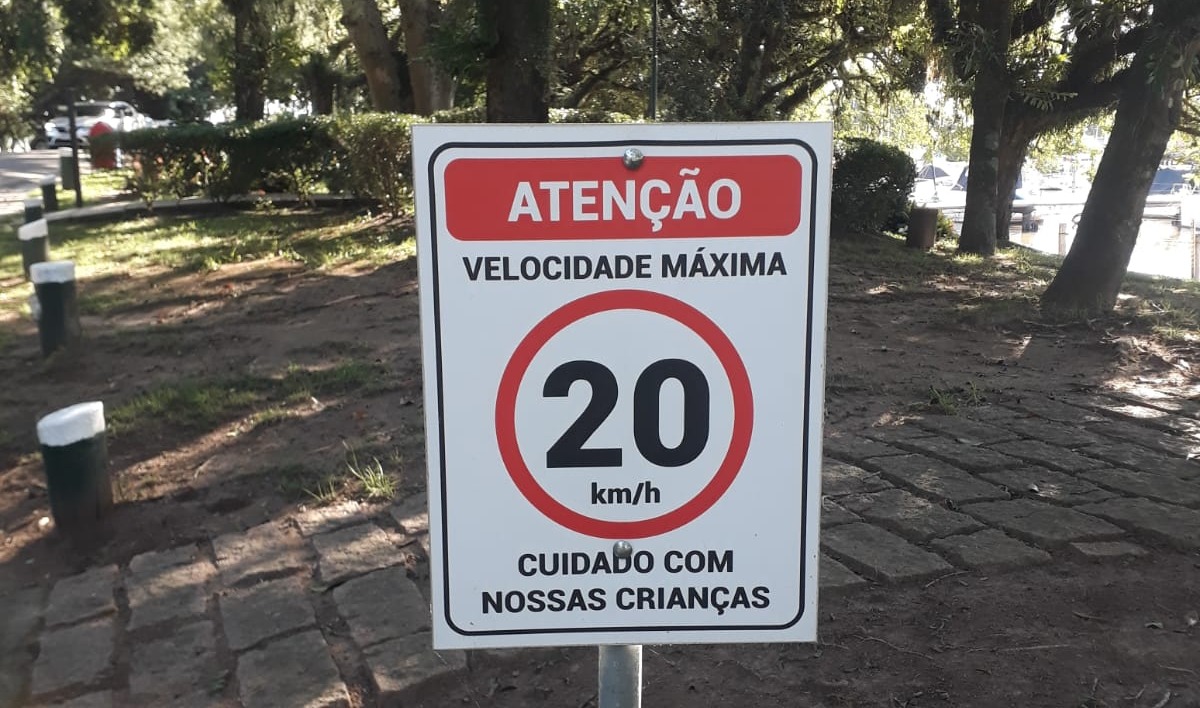 ATENÇÃO
VELOCIDADE MÁXIMA
20
km/h
CUIDADO COM
NOSSAS CRIANÇAS